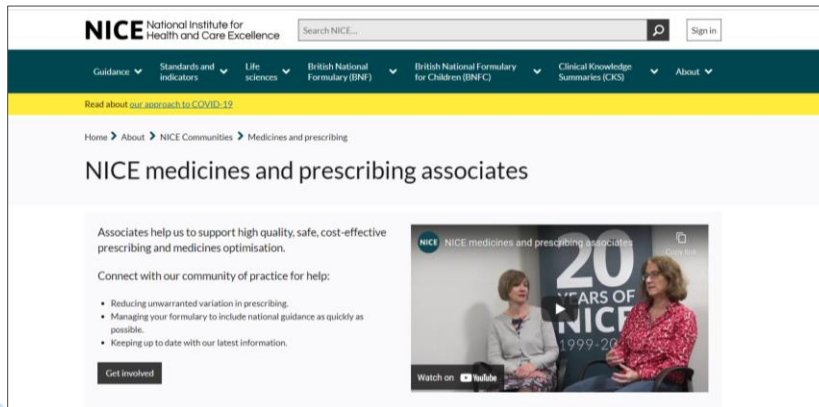 NICE National Institute for
Health and Care Excellence
Search NICE...
Sign in
Guidance
Standards and
indicators
Life
sciences
British National
Formulary (BNF)
British National Formulary
for Children (BNFC)
Clinical Knowledge
Summaries (CKS)
About
Read about our approach to COVID-19
Home > About > NICE Communities > Medicines and prescribing
NICE medicines and prescribing associates
Associates help us to support high quality, safe, cost-effective
prescribing and medicines optimisation.
Connect with our community of practice for help:
• Reducing unwarranted variation in prescribing.
• Managing your formulary to include national guidance as quickly as
possible.
• Keeping up to date with our latest information.
Get involved
NICE NICE medicines and prescribing associates
Copy link
20
YEARS OF
NICE
1999-20
Watch on YouTube